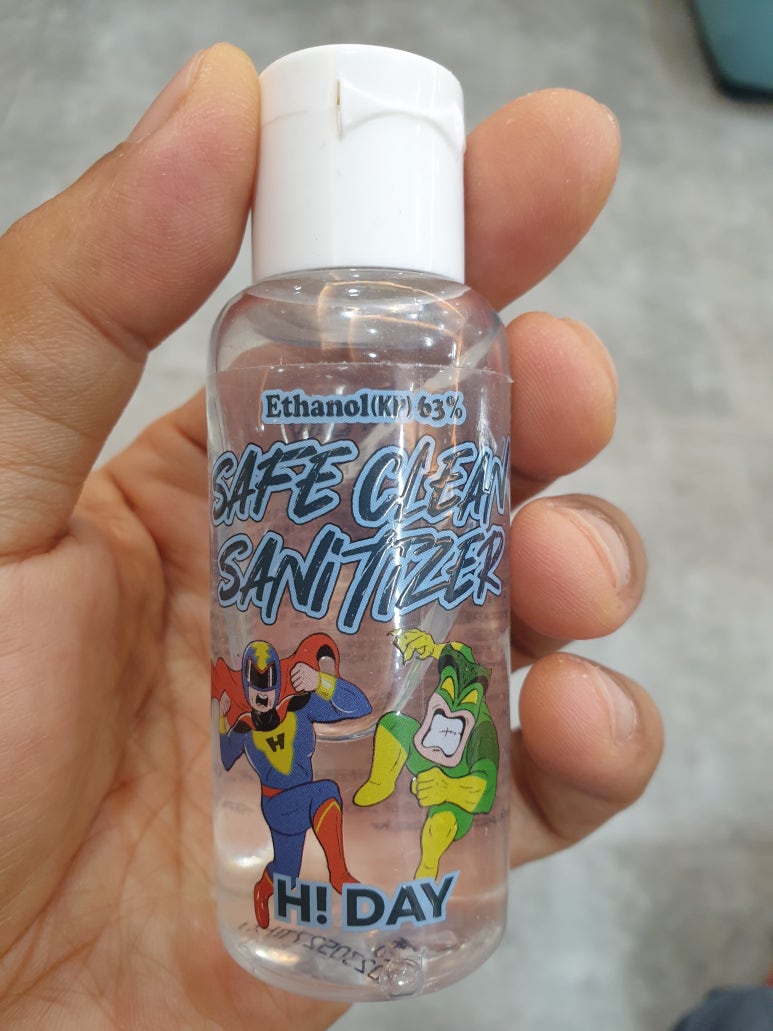 Ethanol(KP) 63%
SAFE CLEAN
SANITIZER
H
H! DAY